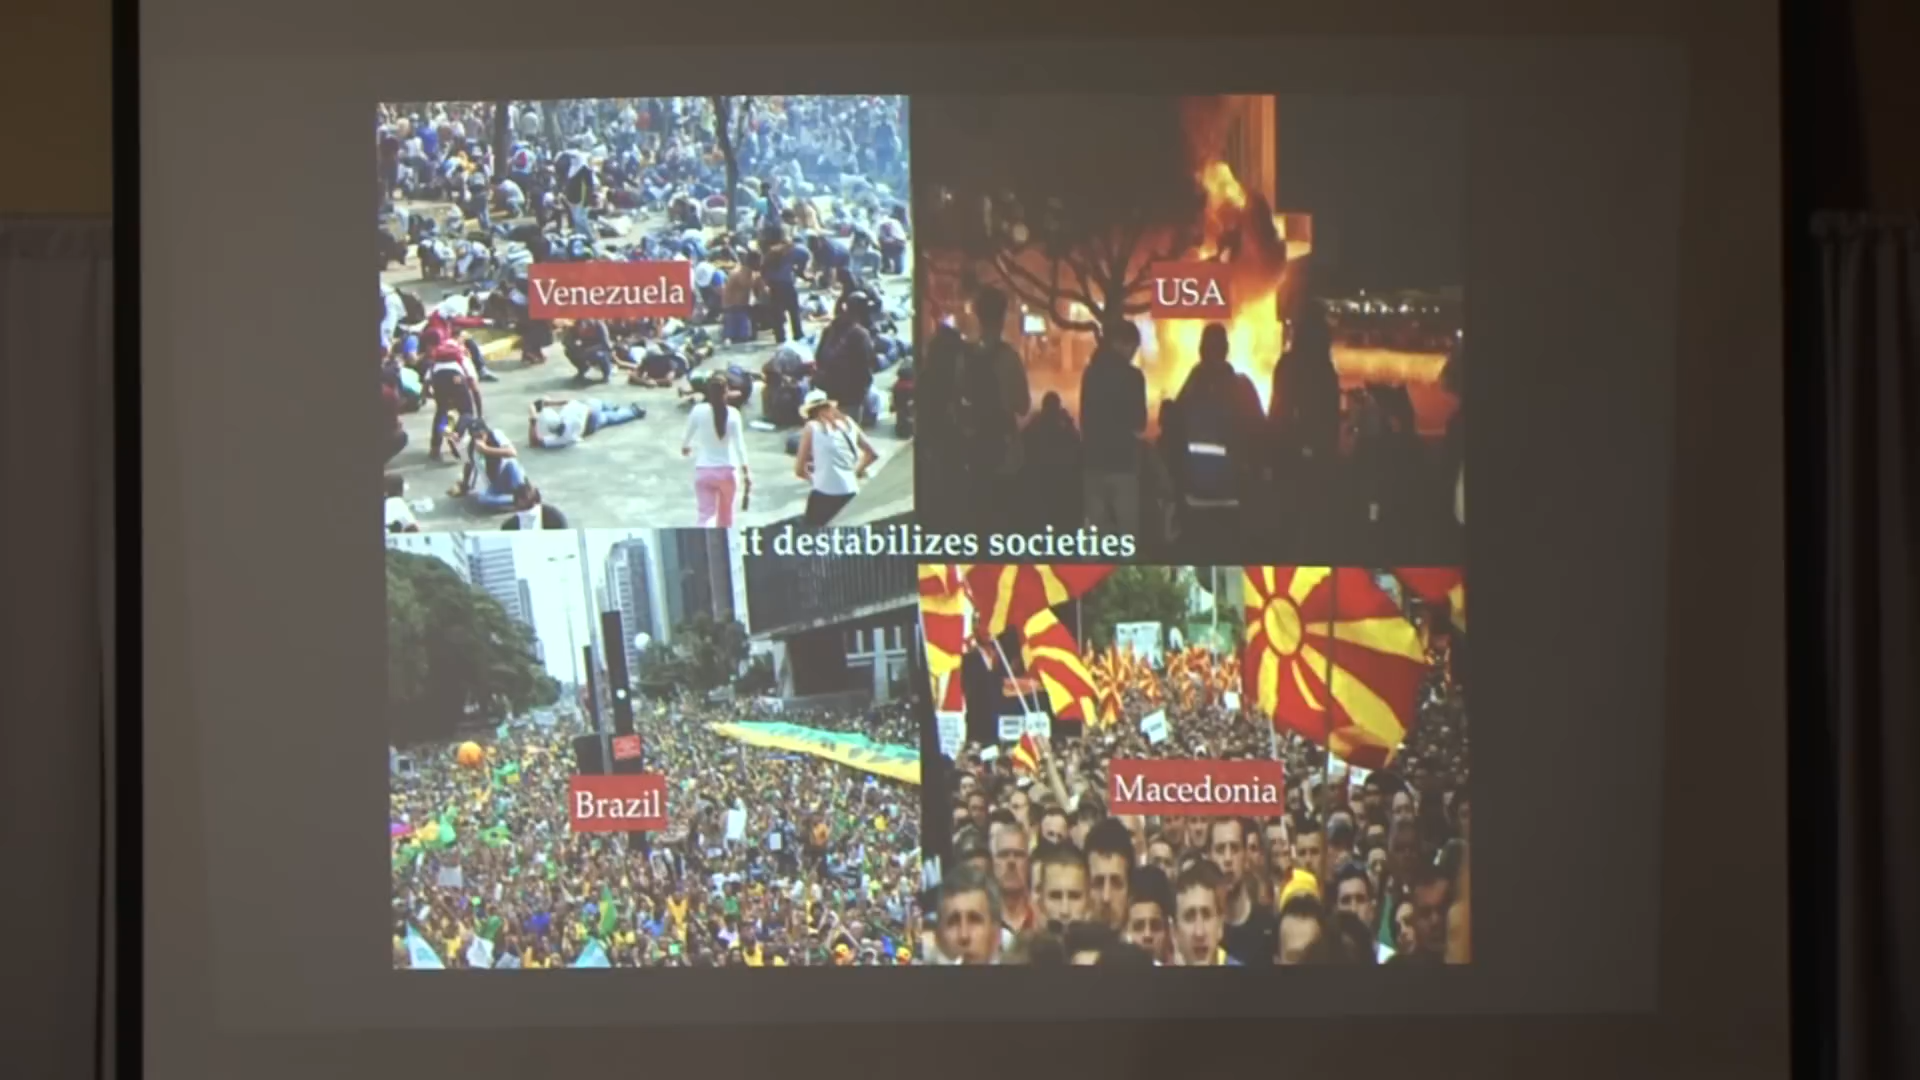 Venezuela
USA
it destabilizes societies
Brazil
Macedonia